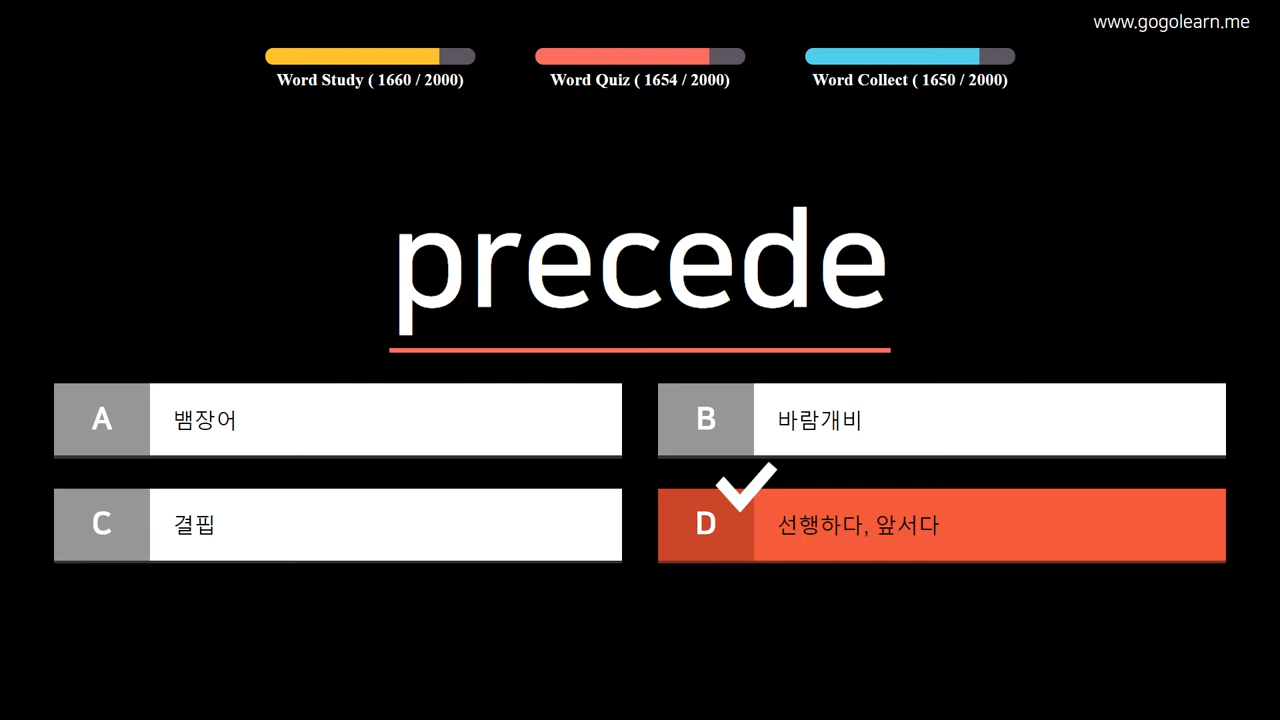 www.gogolearn.me
Word Study ( 1660 / 2000)
Word Quiz ( 1654 / 2000)
Word Collect ( 1650 / 2000)
precede
A 뱀장어
B 바람개비
C 결핍
D 선행하다, 앞서다